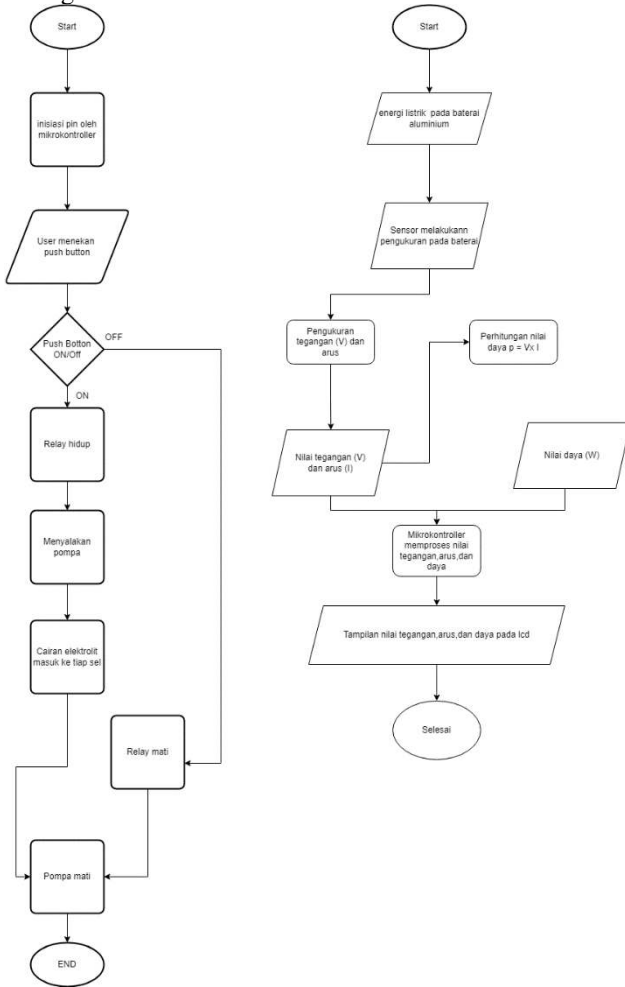 Start
inisiasi pin oleh
mikrokontroller
User menekan
push button
Push Botton
ON/Off
OFF
ON
Relay hidup
Menyalakan
pompa
Cairan elektrolit
masuk ke tiap sel
Relay mati
Pompa mati
END
Start
energi listrik pada baterai
aluminium
Sensor melakukann
pengukuran pada baterai
Pengukuran
tegangan (V) dan
arus
Perhitungan nilai
daya p = Vx I
Nilai tegangan (V)
dan arus (I)
Nilai daya (W)
Mikrokontroller
memproses nilai
tegangan,arus,dan
daya
Tampilan nilai tegangan,arus,dan daya pada lcd
Selesai